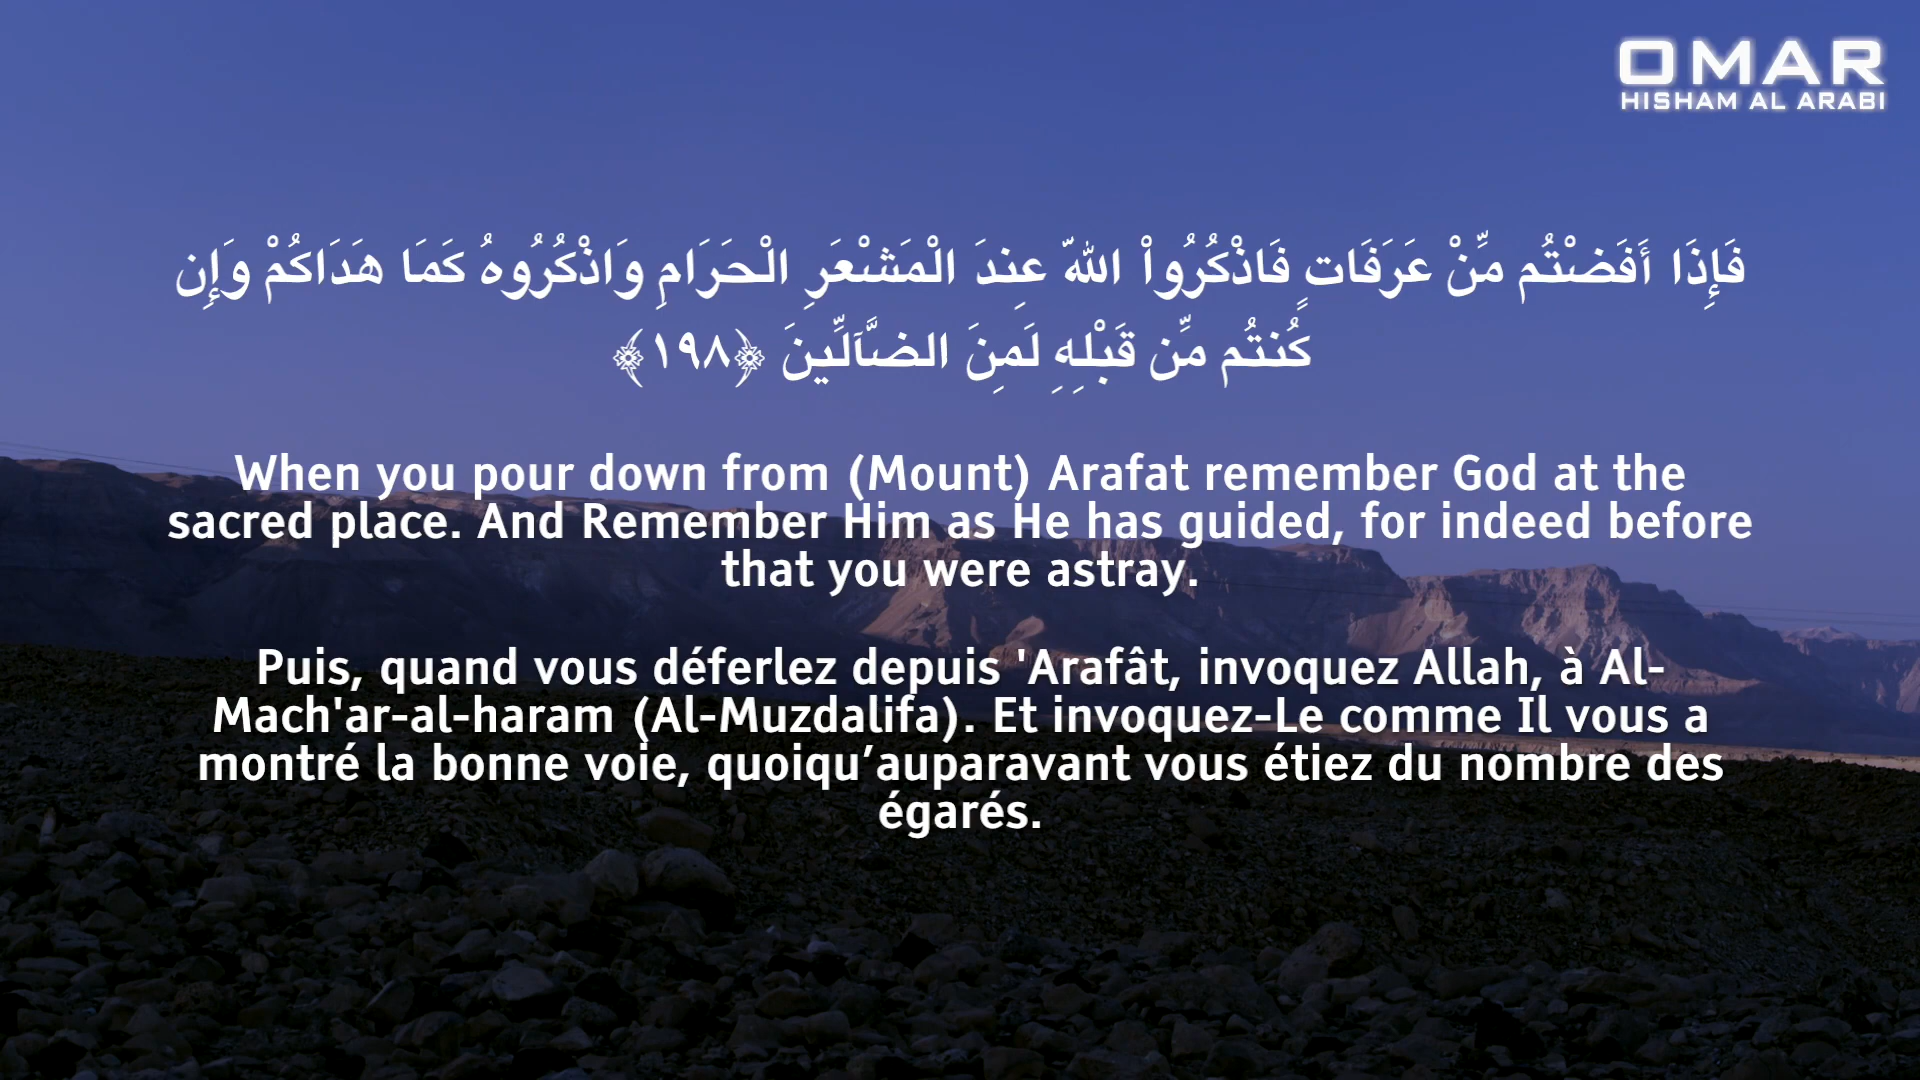 OMAR
HISHAM AL ARABI
فَإِذَا أَفَضْتُم مِّنْ عَرَفَاتٍ فَاذْكُرُواْ اللّهَ عِندَ الْمَشْعَرِ الْحَرَامِ وَاذْكُرُوهُ كَمَا هَدَاكُمْ وَإِن
كُنتُم مِّن قَبْلِهِ لَمِنَ الضَّآلِّينَ ﴿١٩٨﴾
When you pour down from (Mount) Arafat remember God at the
sacred place. And Remember Him as He has guided, for indeed before
that you were astray.
Puis, quand vous déferlez depuis 'Arafât, invoquez Allah, à Al-
Mach'ar-al-haram (Al-Muzdalifa). Et invoquez-Le comme Il vous a
montré la bonne voie, quoiqu’auparavant vous étiez du nombre des
égarés.